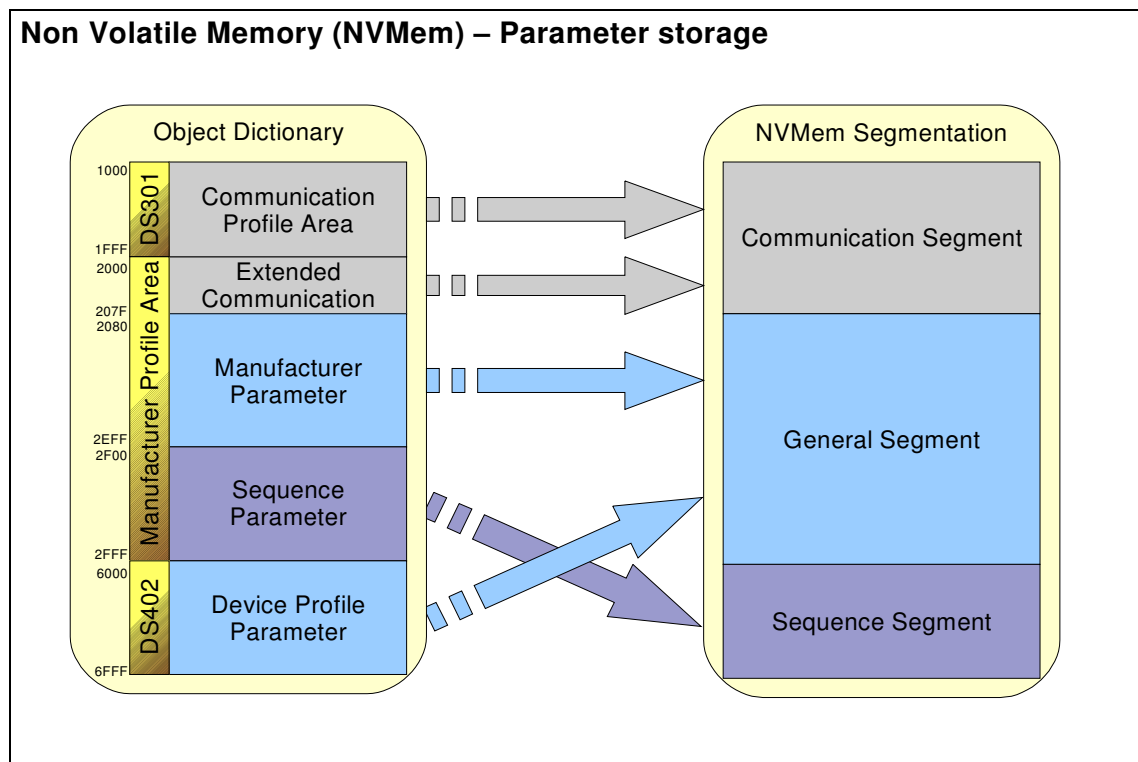 Non Volatile Memory (NVMem) – Parameter storage
Object Dictionary
1000
DS301
Communication
Profile Area
1FFF
2000
Manufacturer Profile Area
Extended
Communication
207F
2080
Manufacturer
Parameter
2EFF
2F00
Sequence
Parameter
2FFF
6000
DS402
Device Profile
Parameter
6FFF
NVMem Segmentation
Communication Segment
General Segment
Sequence Segment